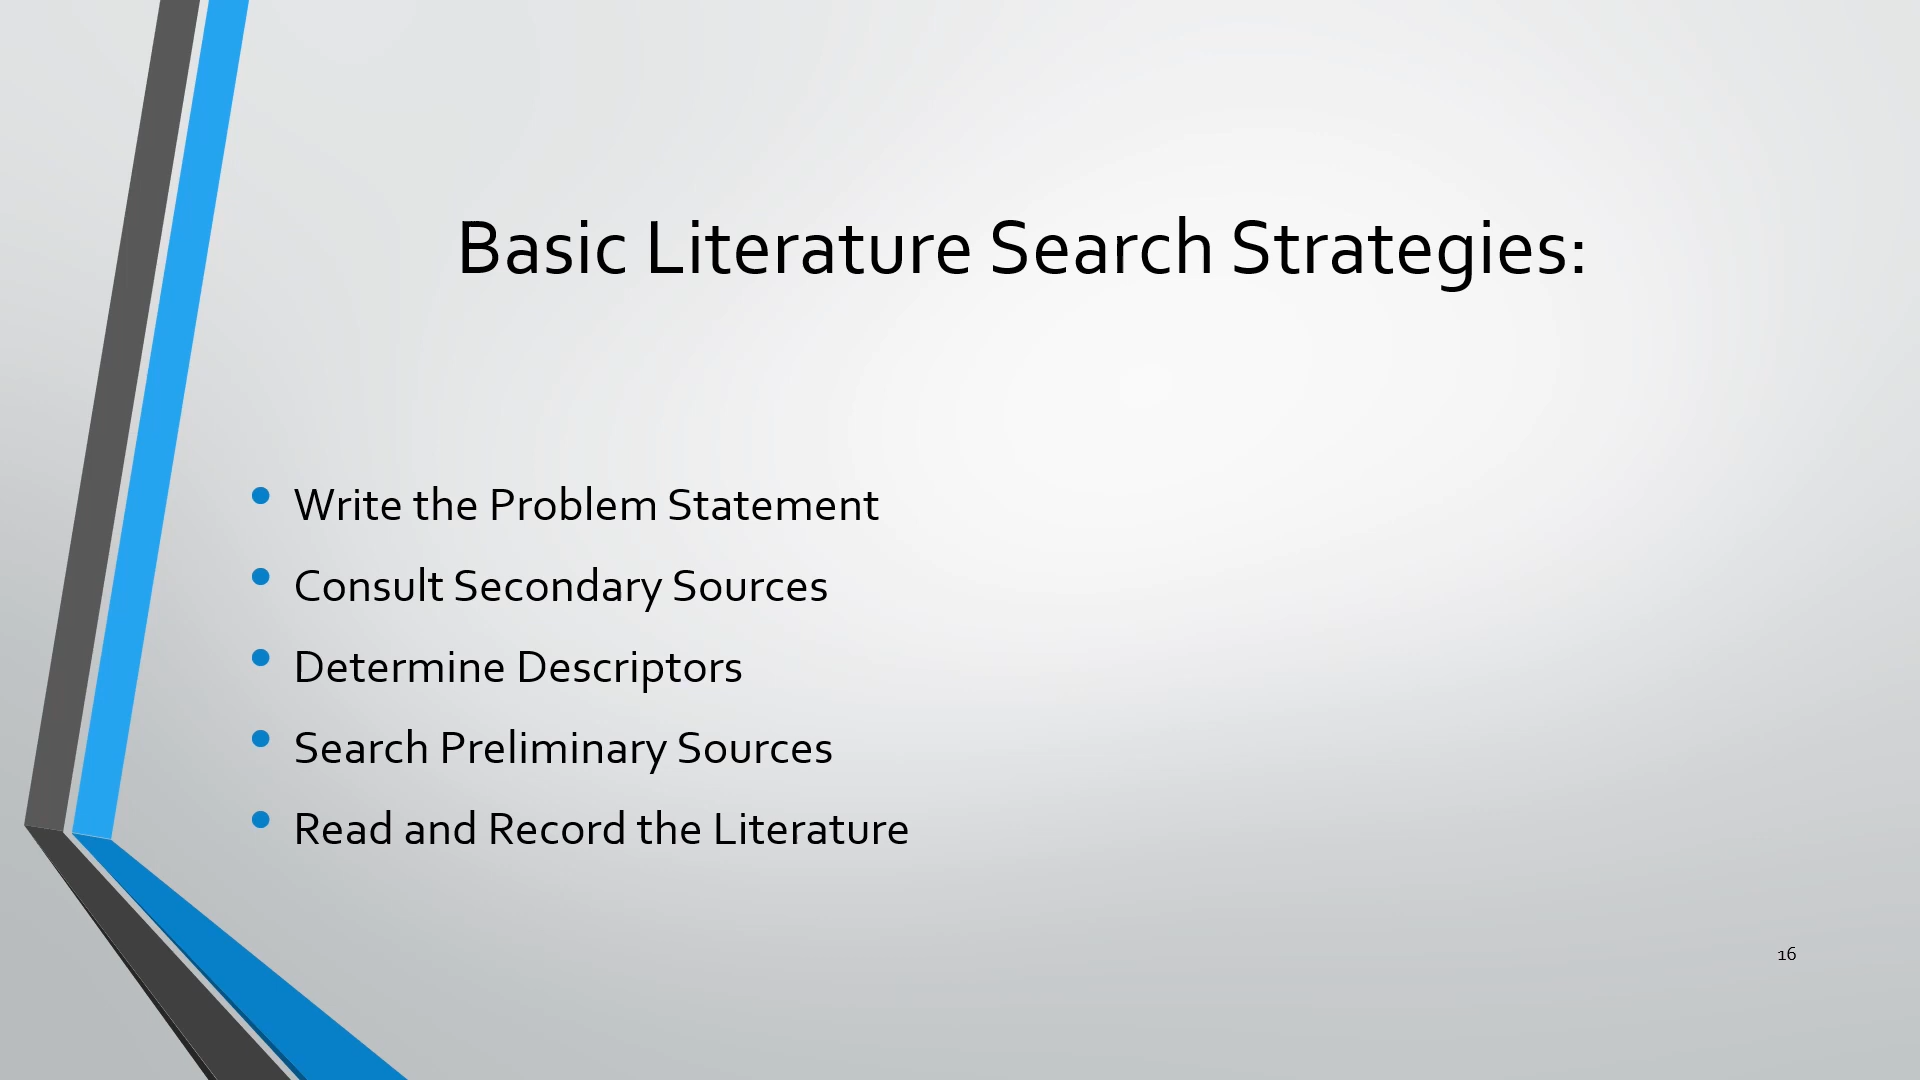 Basic Literature Search Strategies:
• Write the Problem Statement
• Consult Secondary Sources
• Determine Descriptors
• Search Preliminary Sources
• Read and Record the Literature
16